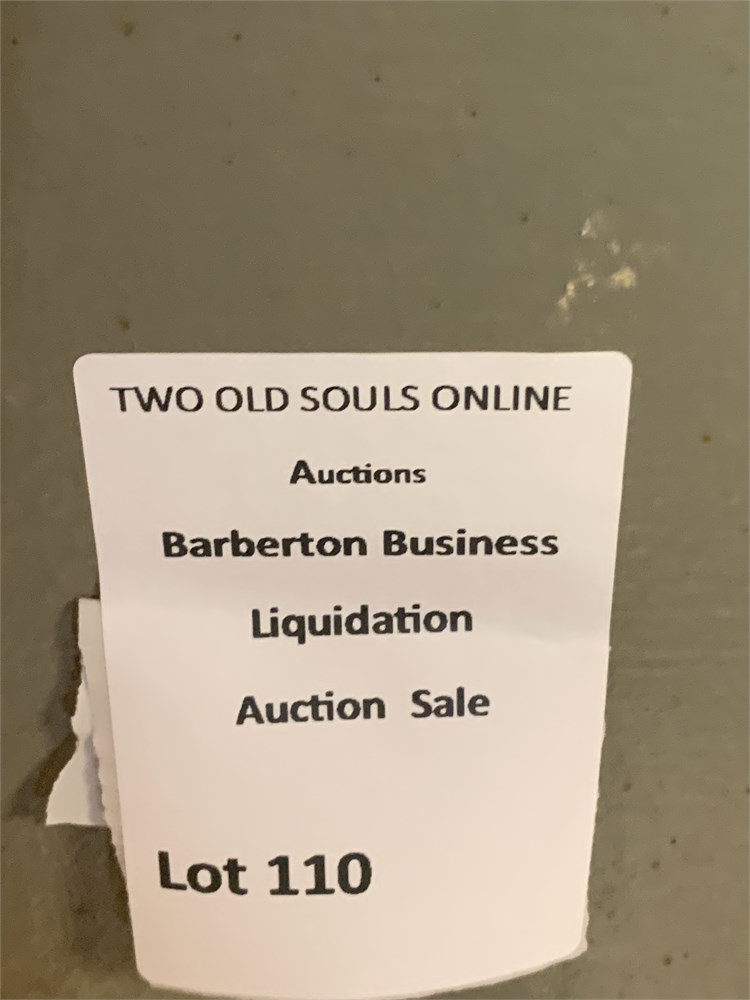 TWO OLD SOULS ONLINE
Auctions
Barberton Business
Liquidation
Auction Sale
Lot 110